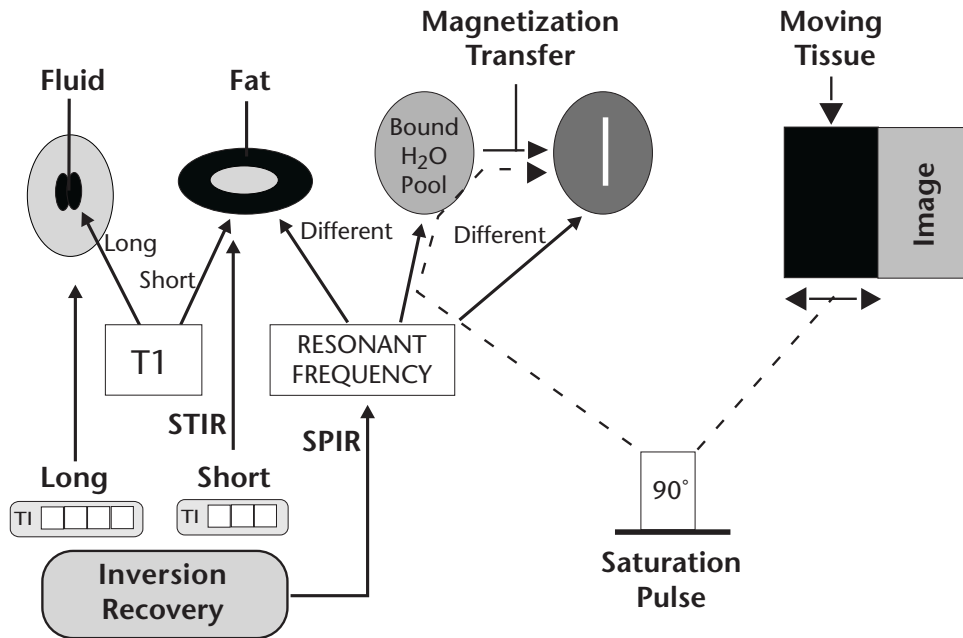 Magnetization
Transfer
Moving
Tissue
Fluid
Fat
Bound
H₂O
Pool
Image
Long
Short
Different
Different
T1
RESONANT
FREQUENCY
STIR
SPIR
Long
Short
TI
TI
90°
Inversion
Recovery
Saturation
Pulse